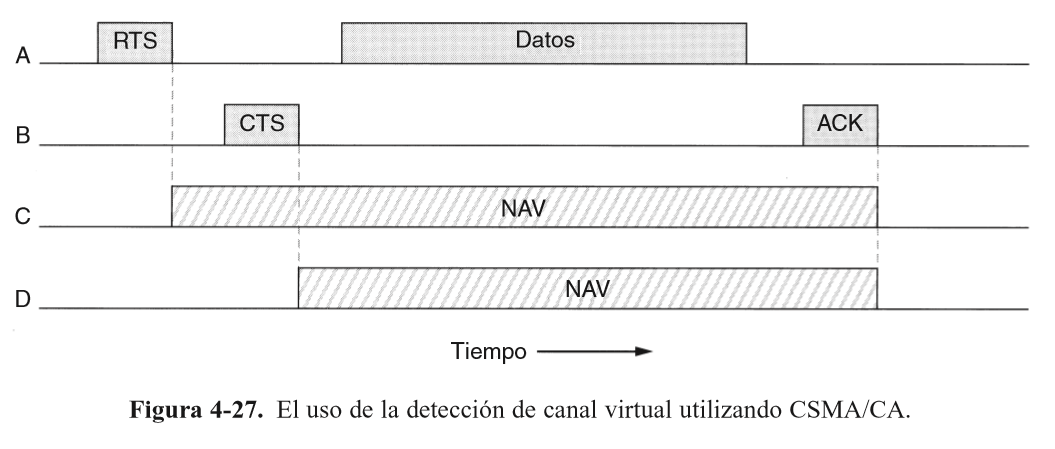 A RTS Datos
B CTS ACK
C NAV
D NAV
Tiempo
Figura 4-27. El uso de la detección de canal virtual utilizando CSMA/CA.